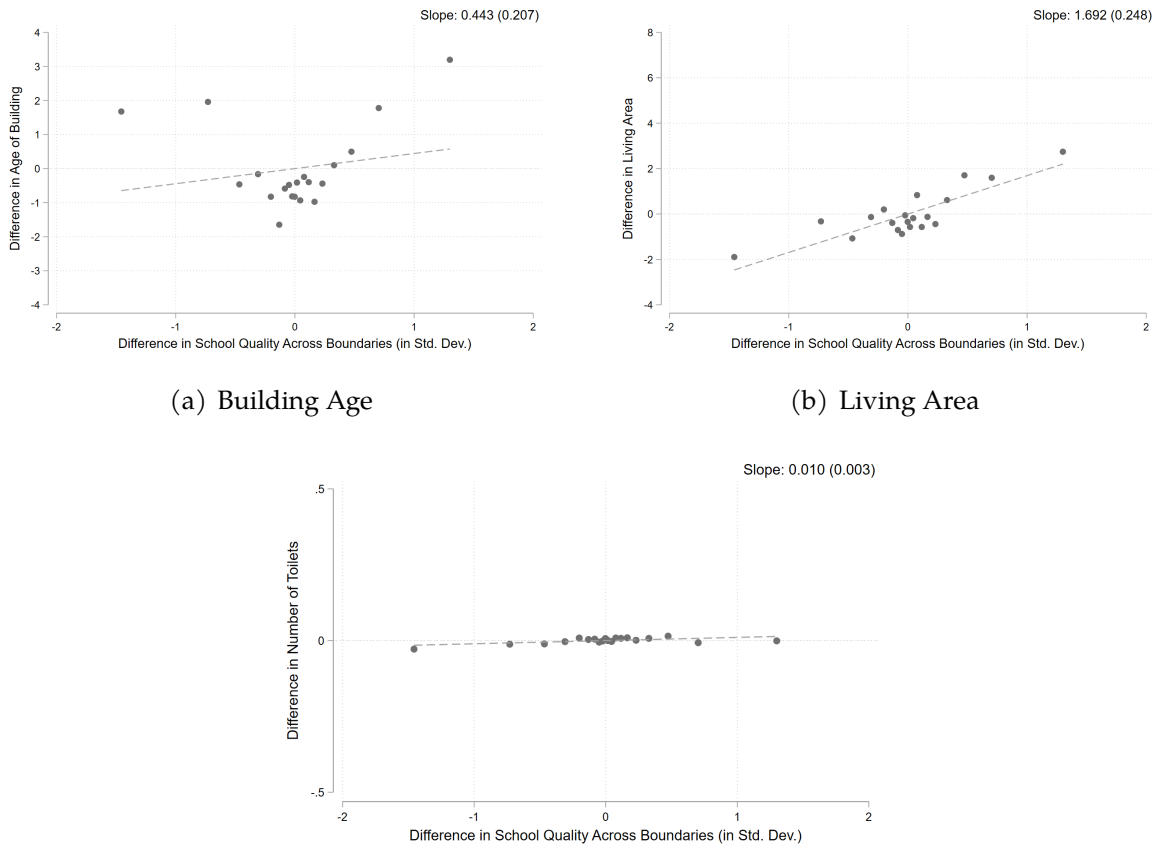 Slope: 0.443 (0.207)
4
3
2
1
0
-1
-2
-3
-4
Difference in Age of Building
-2 -1 0 1 2
Difference in School Quality Across Boundaries (in Std. Dev.)
(a) Building Age
Slope: 1.692 (0.248)
8
6
4
2
0
-2
-4
Difference in Living Area
-2 -1 0 1 2
Difference in School Quality Across Boundaries (in Std. Dev.)
(b) Living Area
Slope: 0.010 (0.003)
.5
0
-.5
Difference in Number of Toilets
-2 -1 0 1 2
Difference in School Quality Across Boundaries (in Std. Dev.)